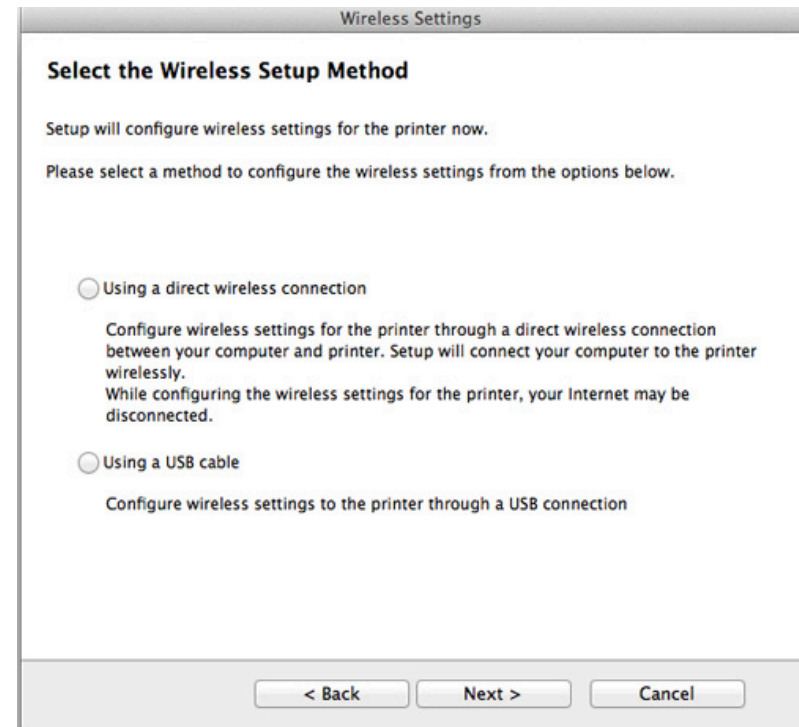 Wireless Settings
Select the Wireless Setup Method
Setup will configure wireless settings for the printer now.
Please select a method to configure the wireless settings from the options below.
Using a direct wireless connection
Configure wireless settings for the printer through a direct wireless connection
between your computer and printer. Setup will connect your computer to the printer
wirelessly.
While configuring the wireless settings for the printer, your Internet may be
disconnected.
Using a USB cable
Configure wireless settings to the printer through a USB connection
< Back Next > Cancel